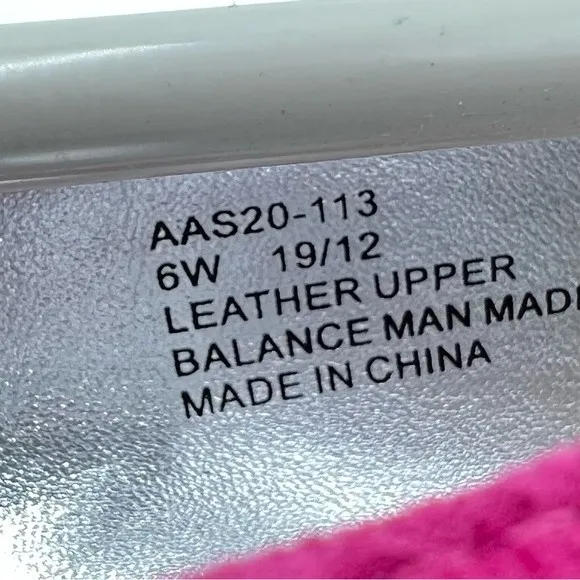 AAS20-113
6W 19/12
LEATHER UPPER
BALANCE MAN MAD
MADE IN CHINA